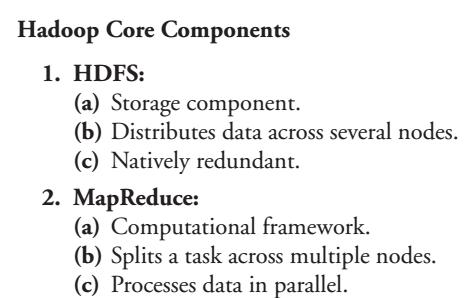 Hadoop Core Components
1. HDFS:
(a) Storage component.
(b) Distributes data across several nodes.
(c) Natively redundant.
2. MapReduce:
(a) Computational framework.
(b) Splits a task across multiple nodes.
(c) Processes data in parallel.